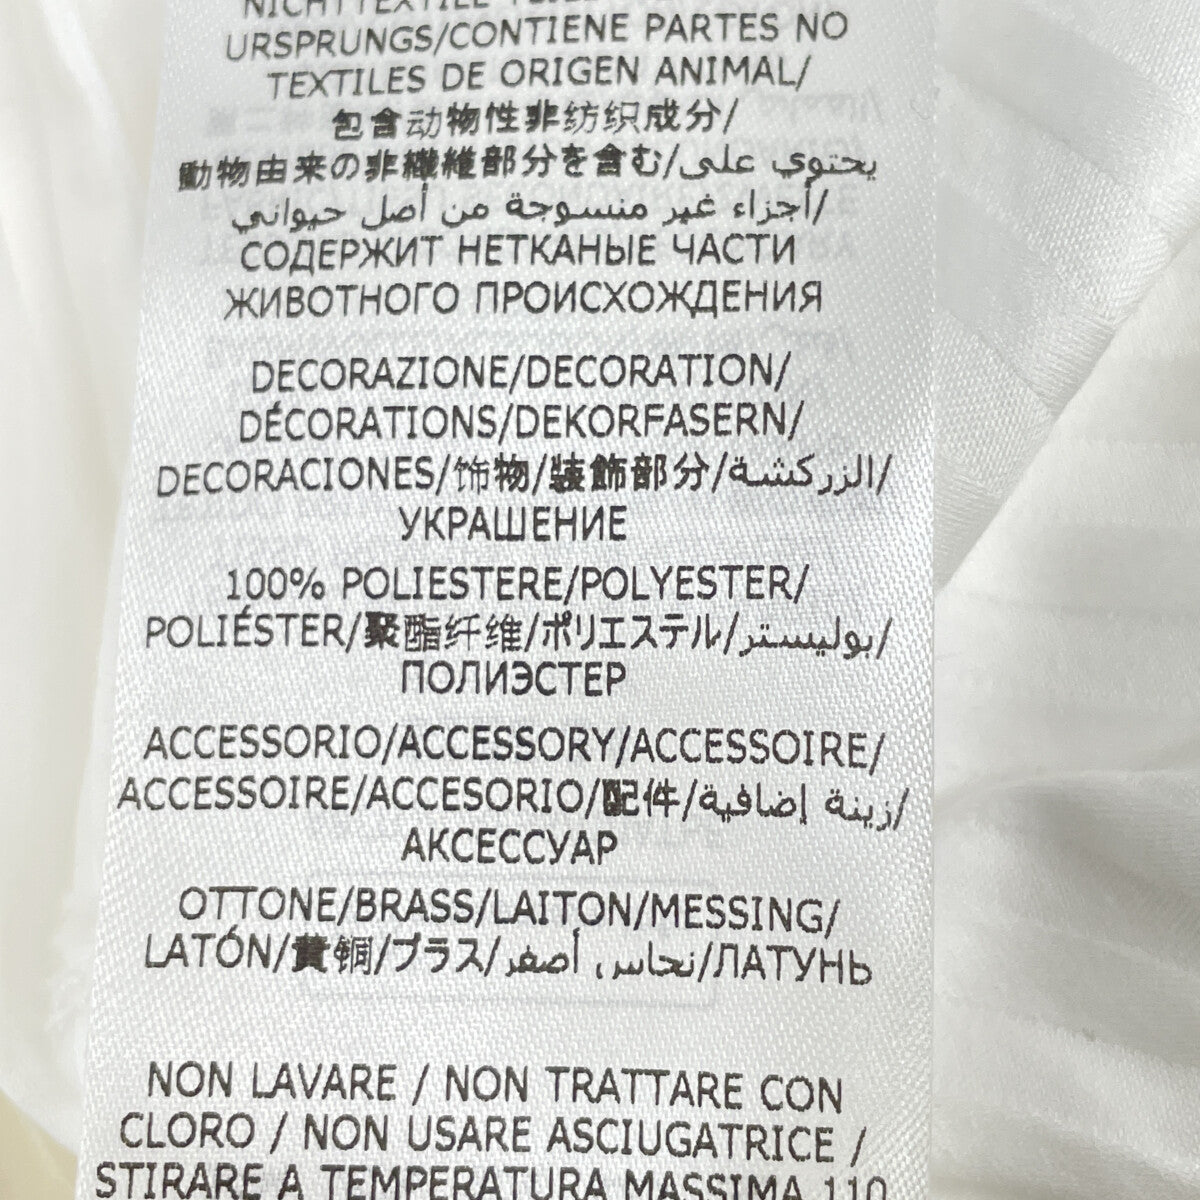 NICHTTEXTILE
URSPRUNGS/CONTIENE PARTES NO
TEXTILES DE ORIGEN ANIMAL/
包含动物性非纺织成分/
動物由来の非繊維部分を含む/يحتوي على
أجزاء غير منسوجة من أصل حيواني/
СОДЕРЖИТ НЕТКАНЫЕ ЧАСТИ
ЖИВОТНОГО ПРОИСХОЖДЕНИЯ
DECORAZIONE/DECORATION/
DÉCORATIONS/DEKORFASERN/
DECORACIONES/饰物/装飾部分/الزركشة/
УКРАШЕНИЕ
100% POLIESTERE/POLYESTER/
POLIÉSTER/聚酯纤维/ポリエステル/بوليستر/
ПОЛИЭСТЕР
ACCESSORIO/ACCESSORY/ACCESSOIRE/
ACCESSOIRE/ACCESORIO/配件/زينة إضافية/
АКСЕССУАР
OTTONE/BRASS/LAITON/MESSING/
LATÓN/黄铜/ブラス/نحاس أصفر/ЛАТУНЬ
NON LAVARE / NON TRATTARE CON
CLORO / NON USARE ASCIUGATRICE /
STIRARE A TEMPERATURA MASSIMA 110